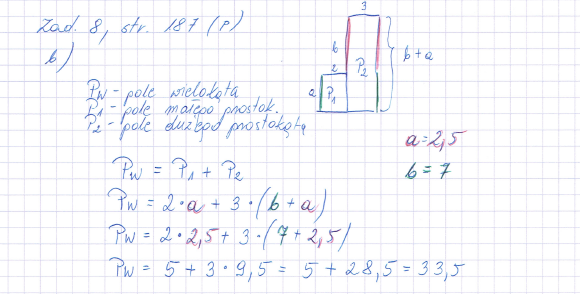 Zad. 8, str. 187 (P)
b)
3
b
2
a
P1
P2
b + a
PW - pole wielokąta
P1 - pole małego prostok.
P2 - pole dużego prostokąta
a = 2,5
b = 7
PW = P1 + P2
PW = 2 · a + 3 · (b + a)
PW = 2 · 2,5 + 3 · (7 + 2,5)
PW = 5 + 3 · 9,5 = 5 + 28,5 = 33,5